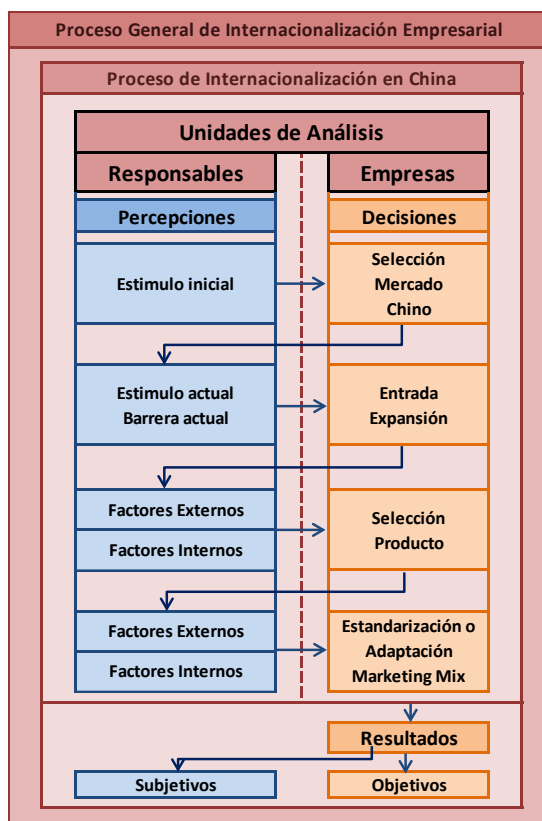 Proceso General de Internacionalización Empresarial
Proceso de Internacionalización en China
Unidades de Análisis
Responsables
Empresas
Percepciones
Decisiones
Estimulo inicial
Selección
Mercado
Chino
Estimulo actual
Barrera actual
Entrada
Expansión
Factores Externos
Factores Internos
Selección
Producto
Factores Externos
Factores Internos
Estandarización o
Adaptación
Marketing Mix
Resultados
Subjetivos
Objetivos